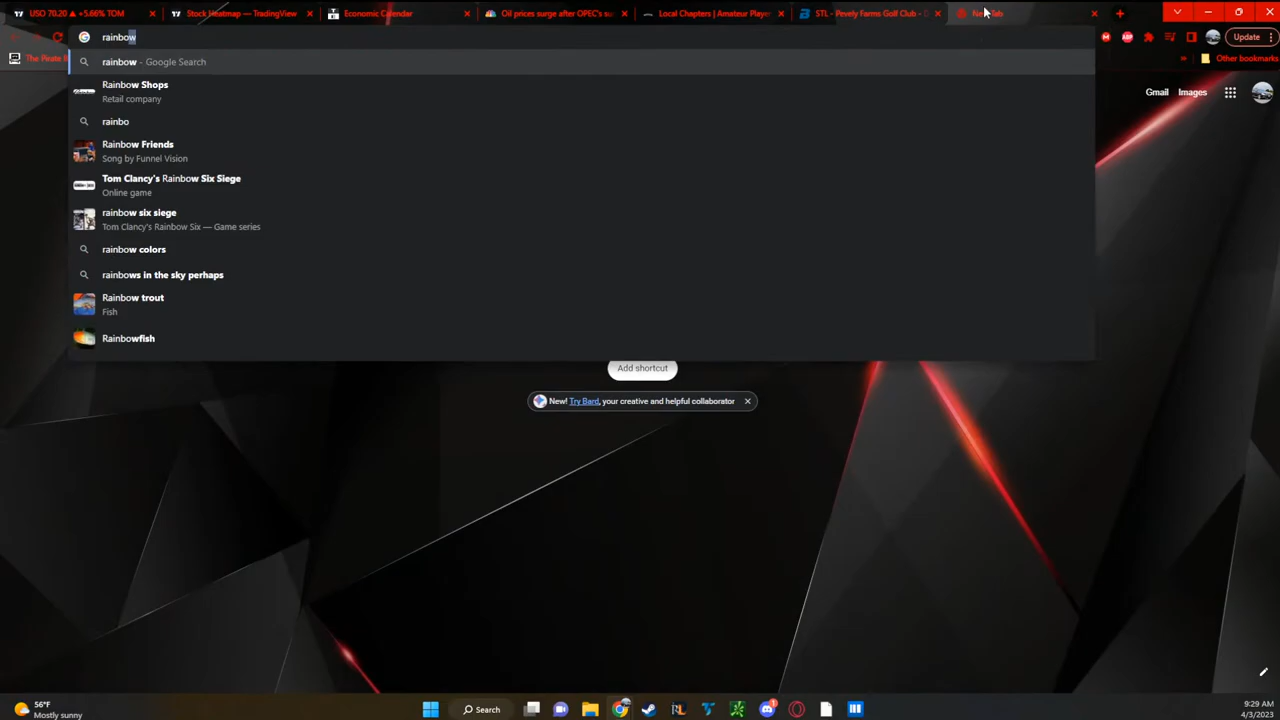 USO 70.20 ▲ +5.66% TOM
Stock Heatmap — TradingView
Economic Calendar
Oil prices surge after OPEC's su
Local Chapters | Amateur Playe
STL - Pevely Farms Golf Club - D
rainbow
Update
The Pirate B
Other bookmarks
rainbow - Google Search
Rainbow Shops
Retail company
Gmail Images
rainbo
Rainbow Friends
Song by Funnel Vision
Tom Clancy's Rainbow Six Siege
Online game
rainbow six siege
Tom Clancy's Rainbow Six — Game series
rainbow colors
rainbows in the sky perhaps
Rainbow trout
Fish
Rainbowfish
Add shortcut
New! Try Bard, your creative and helpful collaborator
56°F
Mostly sunny
Search
9:29 AM
4/3/2023